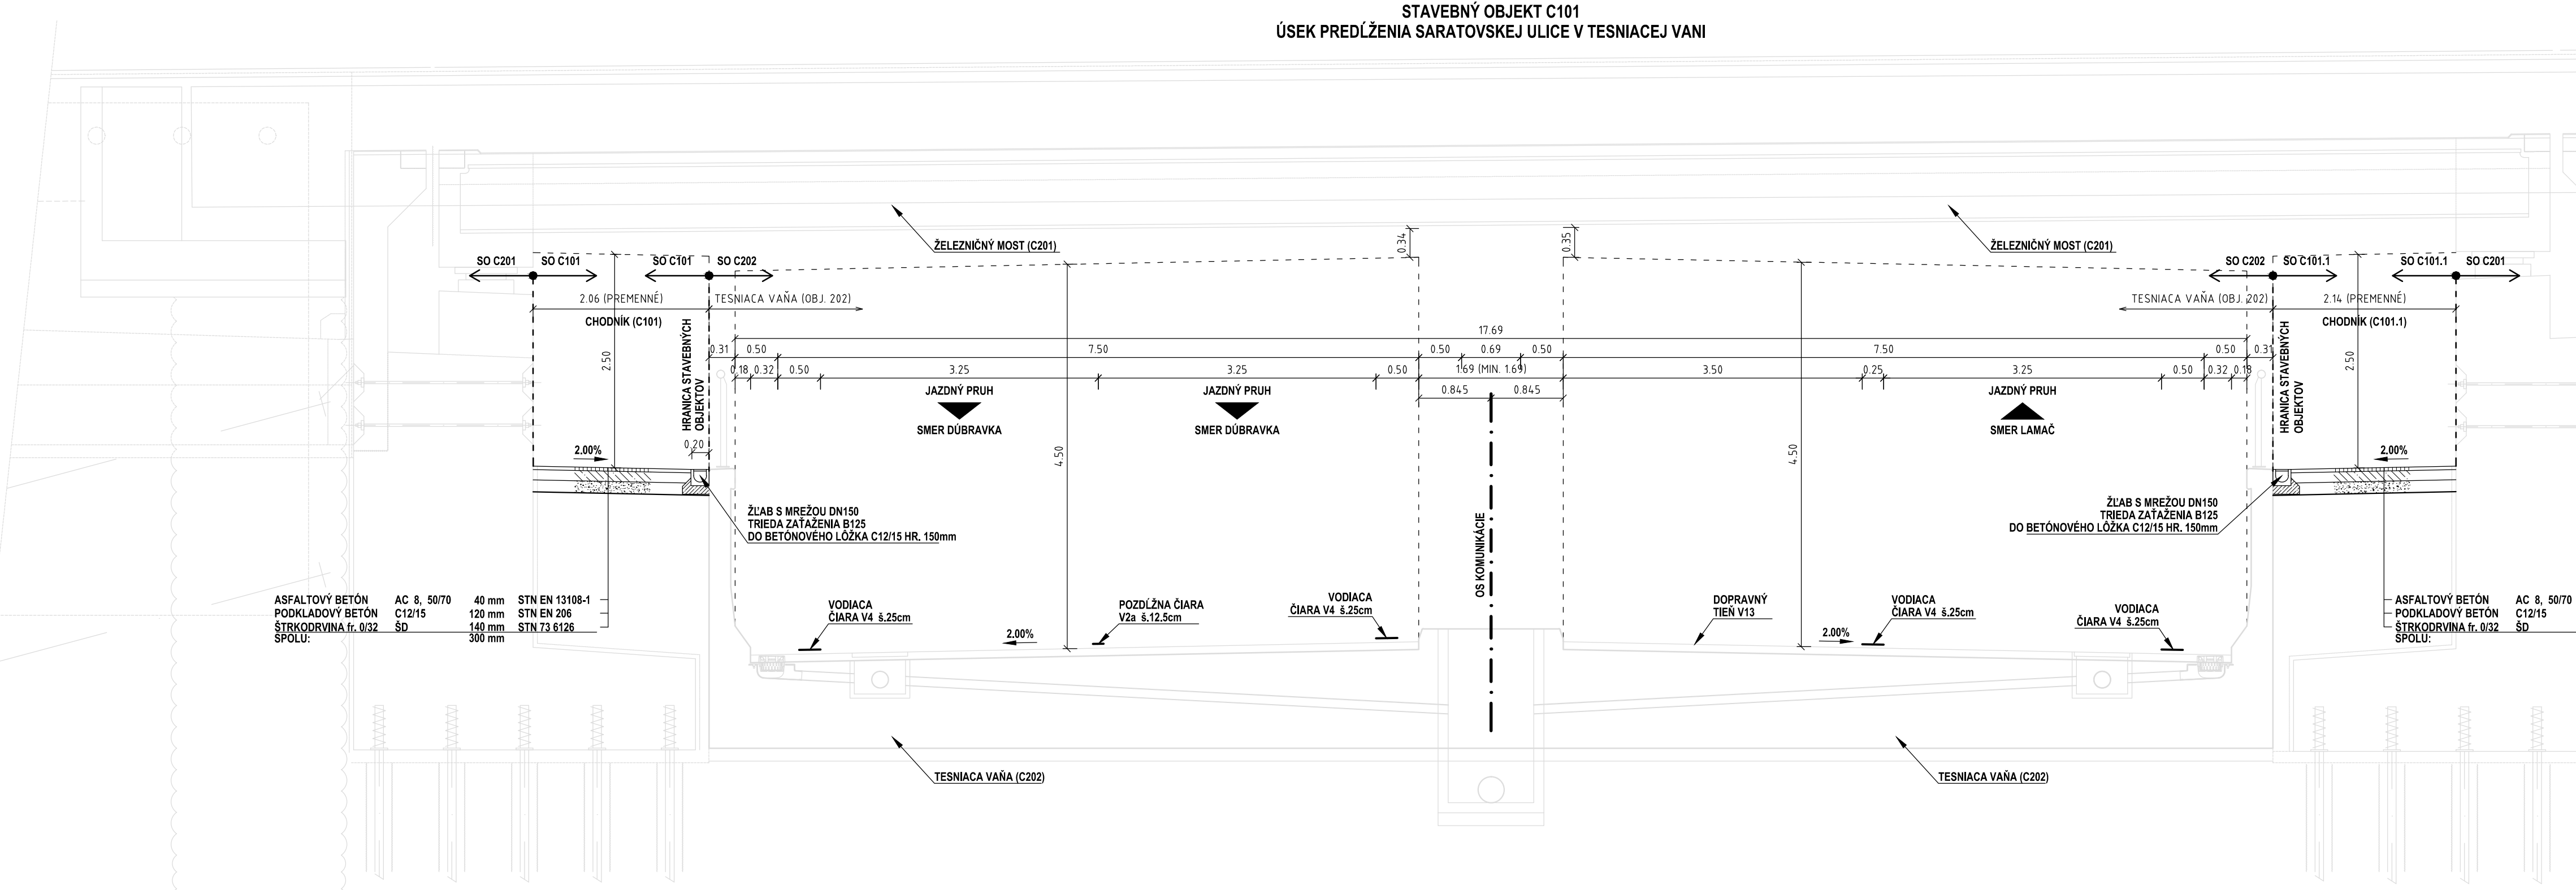 STAVEBNÝ OBJEKT C101
ÚSEK PREDĹŽENIA SARATOVSKEJ ULICE V TESNIACEJ VANI
ŽELEZNIČNÝ MOST (C201)
ŽELEZNIČNÝ MOST (C201)
0.34
0.35
SO C201
SO C101
SO C101
SO C202
SO C202
SO C101.1
SO C101.1
SO C201
2.06 (PREMENNÉ)
TESNIACA VAŇA (OBJ. 202)
TESNIACA VAŇA (OBJ. 202)
2.14 (PREMENNÉ)
CHODNÍK (C101)
CHODNÍK (C101.1)
HRANICA STAVEBNÝCH
OBJEKTOV
HRANICA STAVEBNÝCH
OBJEKTOV
2.50
2.50
17.69
0.31
0.50
7.50
0.50
0.69
0.50
7.50
0.50
0.31
0.18
0.32
0.50
3.25
3.25
0.50
1.69 (MIN. 1.69)
3.50
0.25
3.25
0.50
0.32
0.18
0.845
0.845
JAZDNÝ PRUH
SMER DÚBRAVKA
JAZDNÝ PRUH
SMER DÚBRAVKA
JAZDNÝ PRUH
SMER LAMAČ
4.50
4.50
0.20
2.00%
2.00%
ŽĽAB S MREŽOU DN150
TRIEDA ZAŤAŽENIA B125
DO BETÓNOVÉHO LÔŽKA C12/15 HR. 150mm
ŽĽAB S MREŽOU DN150
TRIEDA ZAŤAŽENIA B125
DO BETÓNOVÉHO LÔŽKA C12/15 HR. 150mm
OS KOMUNIKÁCIE
ASFALTOVÝ BETÓN AC 8, 50/70 40 mm STN EN 13108-1
PODKLADOVÝ BETÓN C12/15 120 mm STN EN 206
ŠTRKODRVINA fr. 0/32 ŠD 140 mm STN 73 6126
SPOLU: 300 mm
VODIACA
ČIARA V4 š.25cm
POZDĹŽNA ČIARA
V2a š.12.5cm
VODIACA
ČIARA V4 š.25cm
DOPRAVNÝ
TIEŇ V13
VODIACA
ČIARA V4 š.25cm
VODIACA
ČIARA V4 š.25cm
2.00%
2.00%
ASFALTOVÝ BETÓN AC 8, 50/70
PODKLADOVÝ BETÓN C12/15
ŠTRKODRVINA fr. 0/32 ŠD
SPOLU:
TESNIACA VAŇA (C202)
TESNIACA VAŇA (C202)